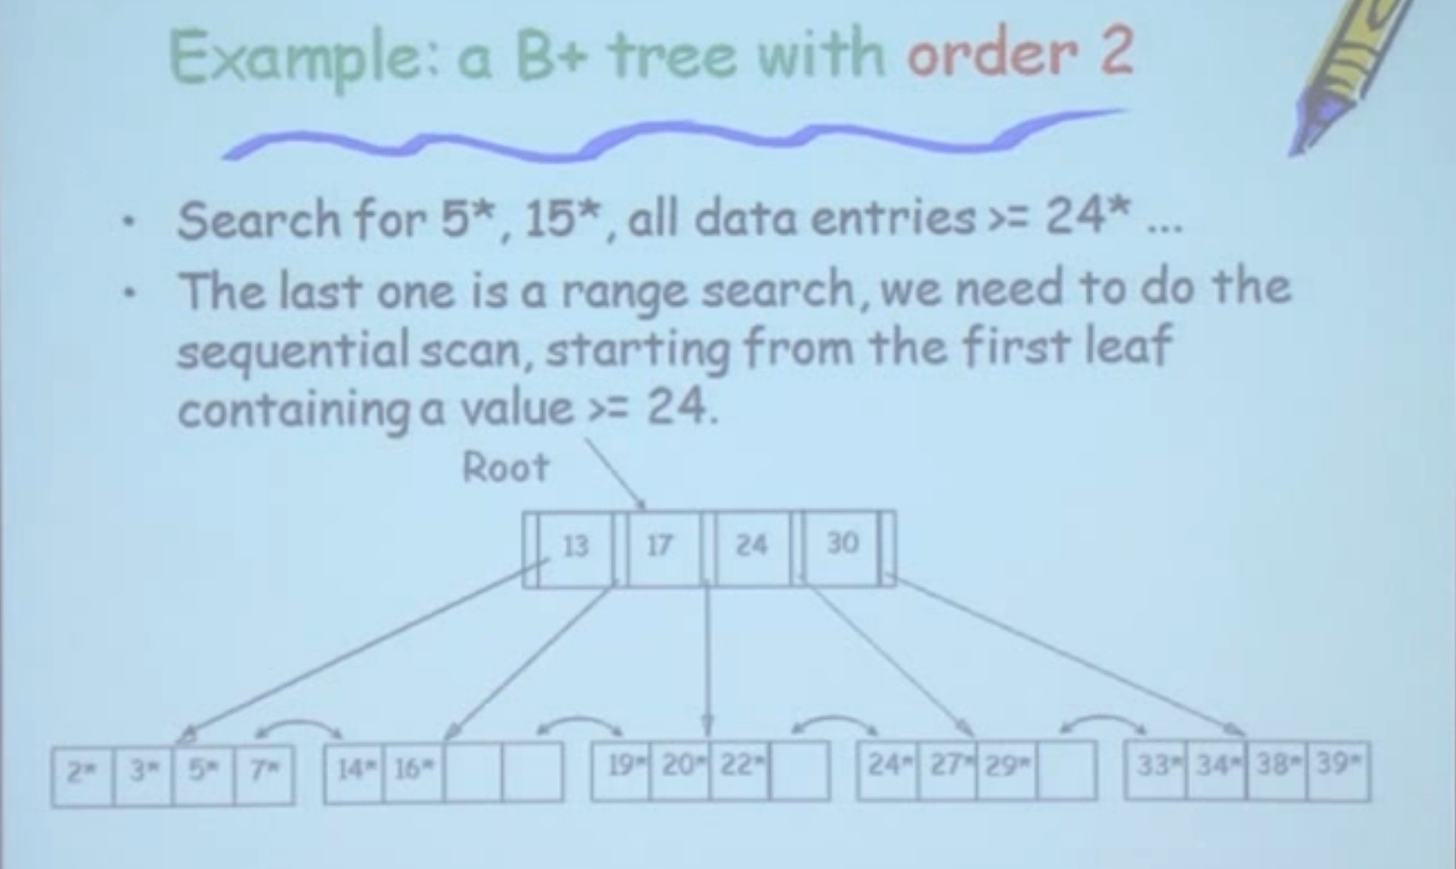 Example: a B+ tree with order 2
• Search for 5*, 15*, all data entries >= 24* ...
• The last one is a range search, we need to do the
sequential scan, starting from the first leaf
containing a value >= 24.
Root
13 17 24 30
2* 3* 5* 7* 14* 16* 19* 20* 22* 24* 27* 29* 33* 34* 38* 39*